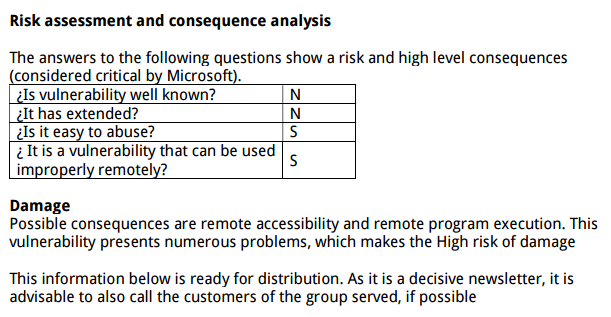 Risk assessment and consequence analysis
The answers to the following questions show a risk and high level consequences
(considered critical by Microsoft).
¿Is vulnerability well known? N
¿It has extended? N
¿Is it easy to abuse? S
¿ It is a vulnerability that can be used
improperly remotely? S
Damage
Possible consequences are remote accessibility and remote program execution. This
vulnerability presents numerous problems, which makes the High risk of damage
This information below is ready for distribution. As it is a decisive newsletter, it is
advisable to also call the customers of the group served, if possible